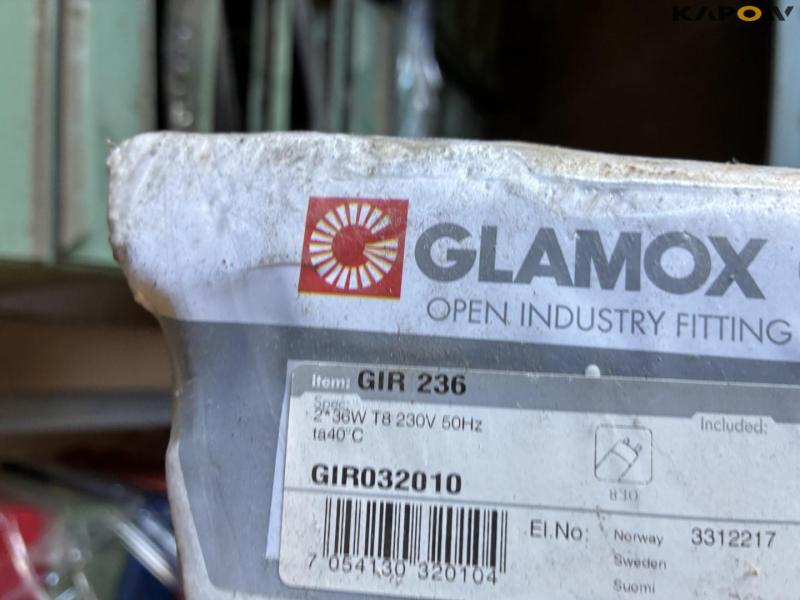 KAPON
GLAMOX
OPEN INDUSTRY FITTING
Item: GIR 236
Spec:
2*36W T8 230V 50Hz
ta40°C
Included:
GIR032010
830
El.No: Norway 3312217
Sweden
Suomi
7 054130 320104